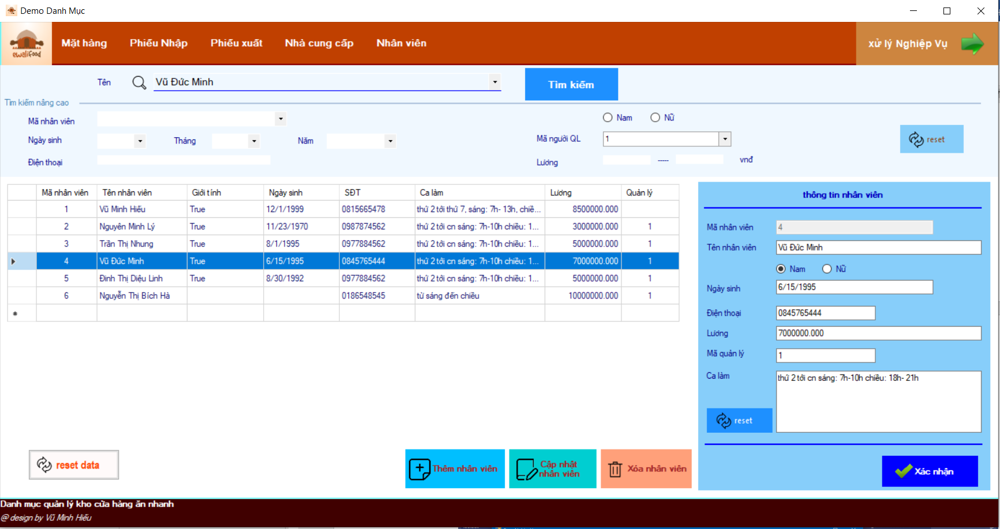 Demo Danh Mục
ewalifood
Mặt hàng Phiếu Nhập Phiếu xuất Nhà cung cấp Nhân viên xử lý Nghiệp Vụ
Tên Vũ Đức Minh Tìm kiếm
Tìm kiếm nâng cao
Mã nhân viên Nam Nữ
Ngày sinh Tháng Năm Mã người QL 1 reset
Điện thoại Lương ----- vnđ
Mã nhân viên Tên nhân viên Giới tính Ngày sinh SĐT Ca làm Lương Quản lý
1 Vũ Minh Hiếu True 12/1/1999 0815665478 thứ 2 tới thứ 7, sáng: 7h- 13h, chiề... 8500000.000
2 Nguyên Minh Lý True 11/23/1970 0987874562 thứ 2 tới cn sáng: 7h-10h chiều: 1... 3000000.000 1
3 Trần Thị Nhung True 8/1/1995 0977884562 thứ 2 tới cn sáng: 7h-10h chiều: 1... 5000000.000 1
4 Vũ Đức Minh True 6/15/1995 0845765444 thứ 2 tới cn sáng: 7h-10h chiều: 1... 7000000.000 1
5 Đinh Thị Diệu Linh True 8/30/1992 0977884562 thứ 2 tới cn sáng: 7h-10h chiều: 1... 5000000.000 1
6 Nguyễn Thị Bích Hà 0186548545 từ sáng đến chiều 10000000.000 1
thông tin nhân viên
Mã nhân viên 4
Tên nhân viên Vũ Đức Minh
Nam Nữ
Ngày sinh 6/15/1995
Điện thoại 0845765444
Lương 7000000.000
Mã quản lý 1
Ca làm thứ 2 tới cn sáng: 7h-10h chiều: 18h- 21h
reset
reset data
Thêm nhân viên
Cập nhật
nhân viên
Xóa nhân viên
Xác nhận
Danh mục quản lý kho cửa hàng ăn nhanh
@ design by Vũ Minh Hiếu